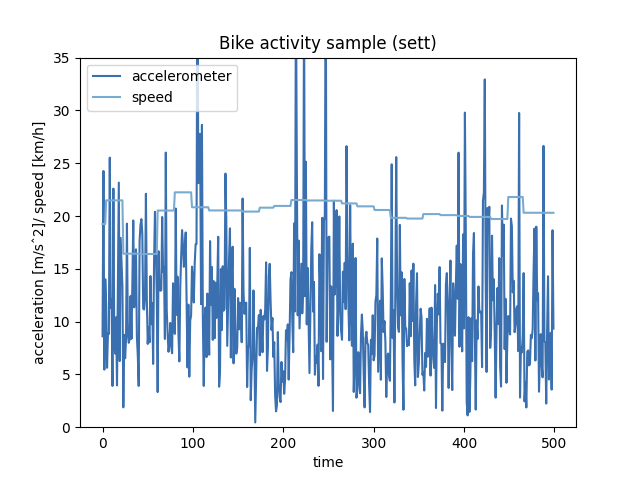 Bike activity sample (sett)
accelerometer
speed
35
30
25
20
15
10
5
0
acceleration [m/s^2]/ speed [km/h]
0 100 200 300 400 500
time